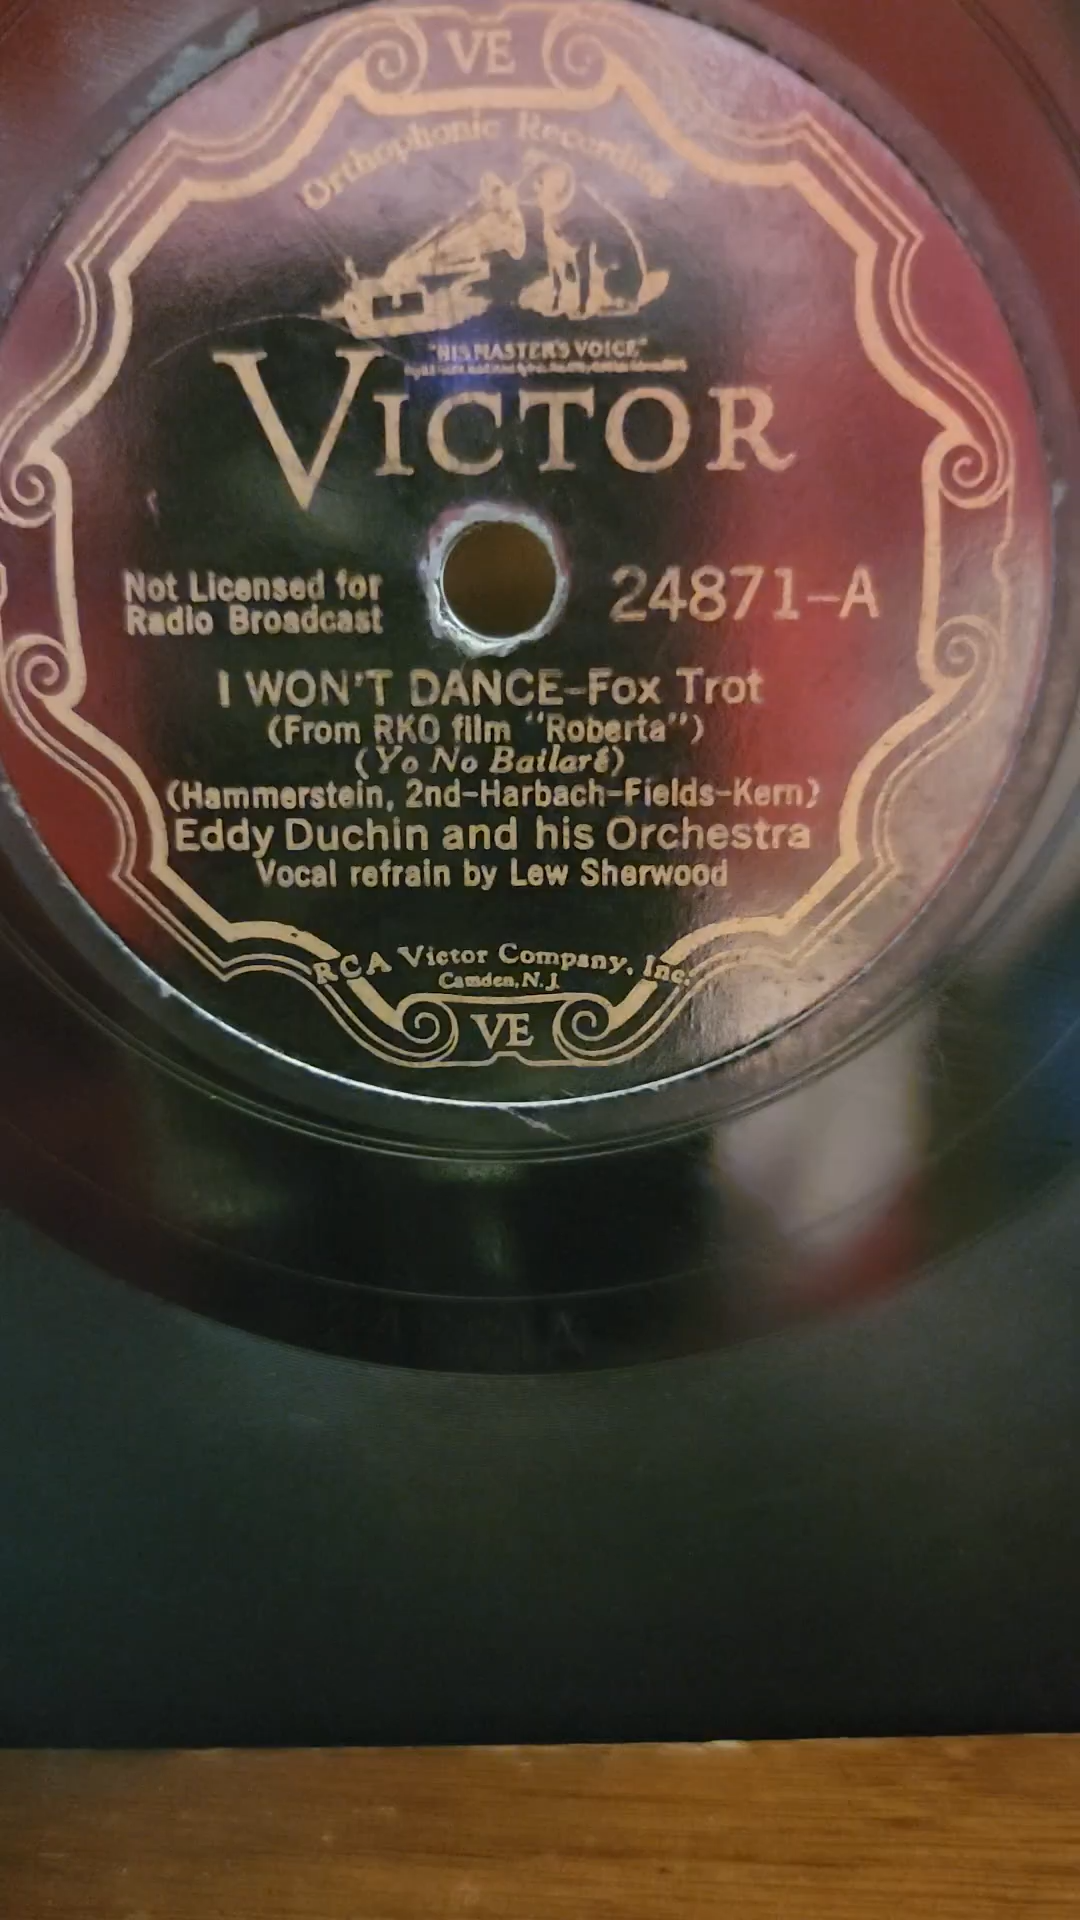 VE
Orthophonic Recording
"HIS MASTER'S VOICE"
VICTOR
Not Licensed for
Radio Broadcast
24871-A
I WON'T DANCE-Fox Trot
(From RKO film "Roberta")
(Yo No Bailaré)
(Hammerstein, 2nd-Harbach-Fields-Kern)
Eddy Duchin and his Orchestra
Vocal refrain by Lew Sherwood
RCA Victor Company, Inc.
Camden, N.J.
VE